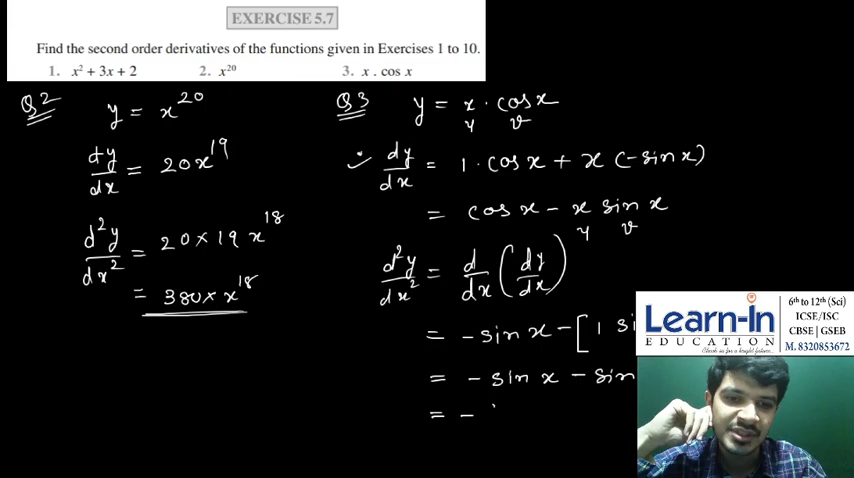 EXERCISE 5.7
Find the second order derivatives of the functions given in Exercises 1 to 10.
1. x² + 3x + 2 2. x²⁰ 3. x . cos x
Q2 y = x²⁰
dy/dx = 20x¹⁹
d²y/dx² = 20 × 19 x¹⁸
= 380 × x¹⁸
Q3 y = x · cos x
u v
∴ dy/dx = 1 · cos x + x (- sin x)
= cos x - x sin x
u v
d²y/dx² = d/dx (dy/dx)
= - sin x - [ 1 si
= - sin x - sin
= -
Learn-in
EDUCATION
6th to 12th (Sci)
ICSE/ISC
CBSE | GSEB
M. 8320853672